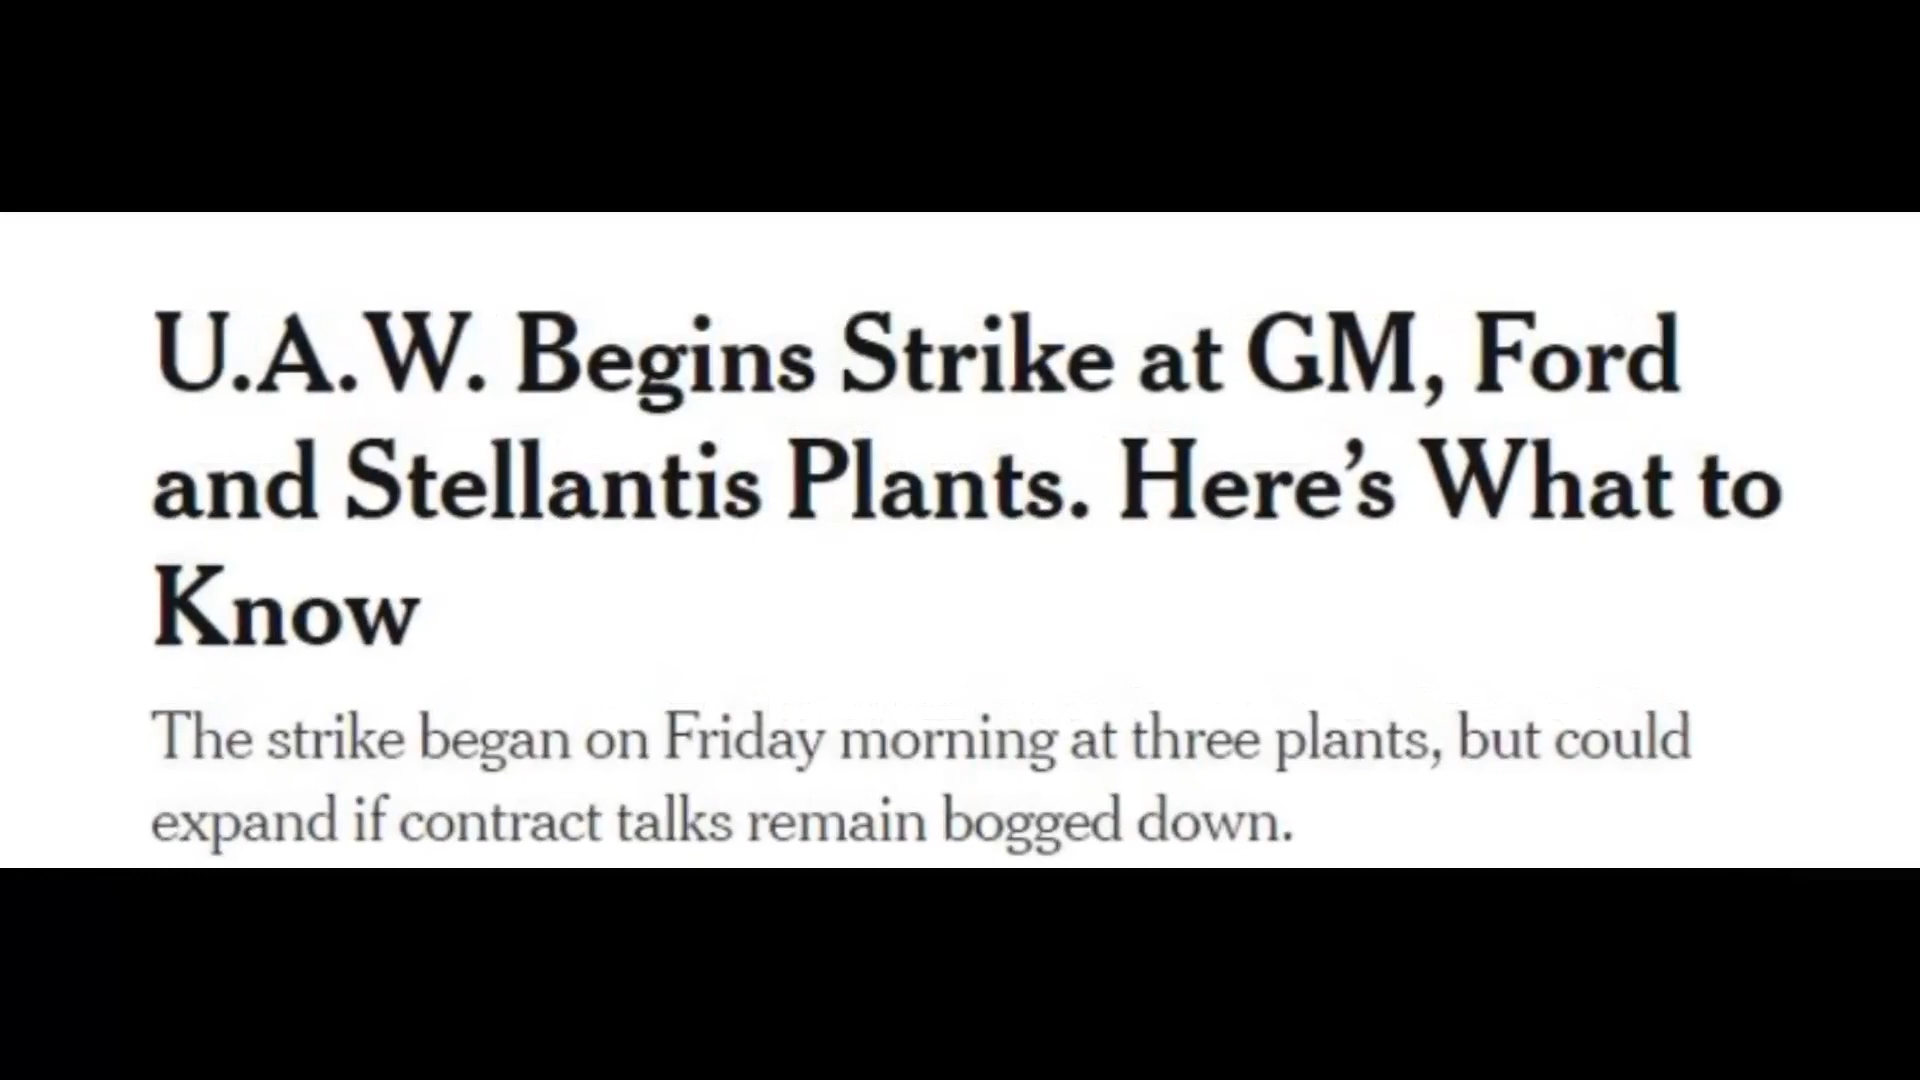 U.A.W. Begins Strike at GM, Ford
and Stellantis Plants. Here’s What to
Know
The strike began on Friday morning at three plants, but could
expand if contract talks remain bogged down.